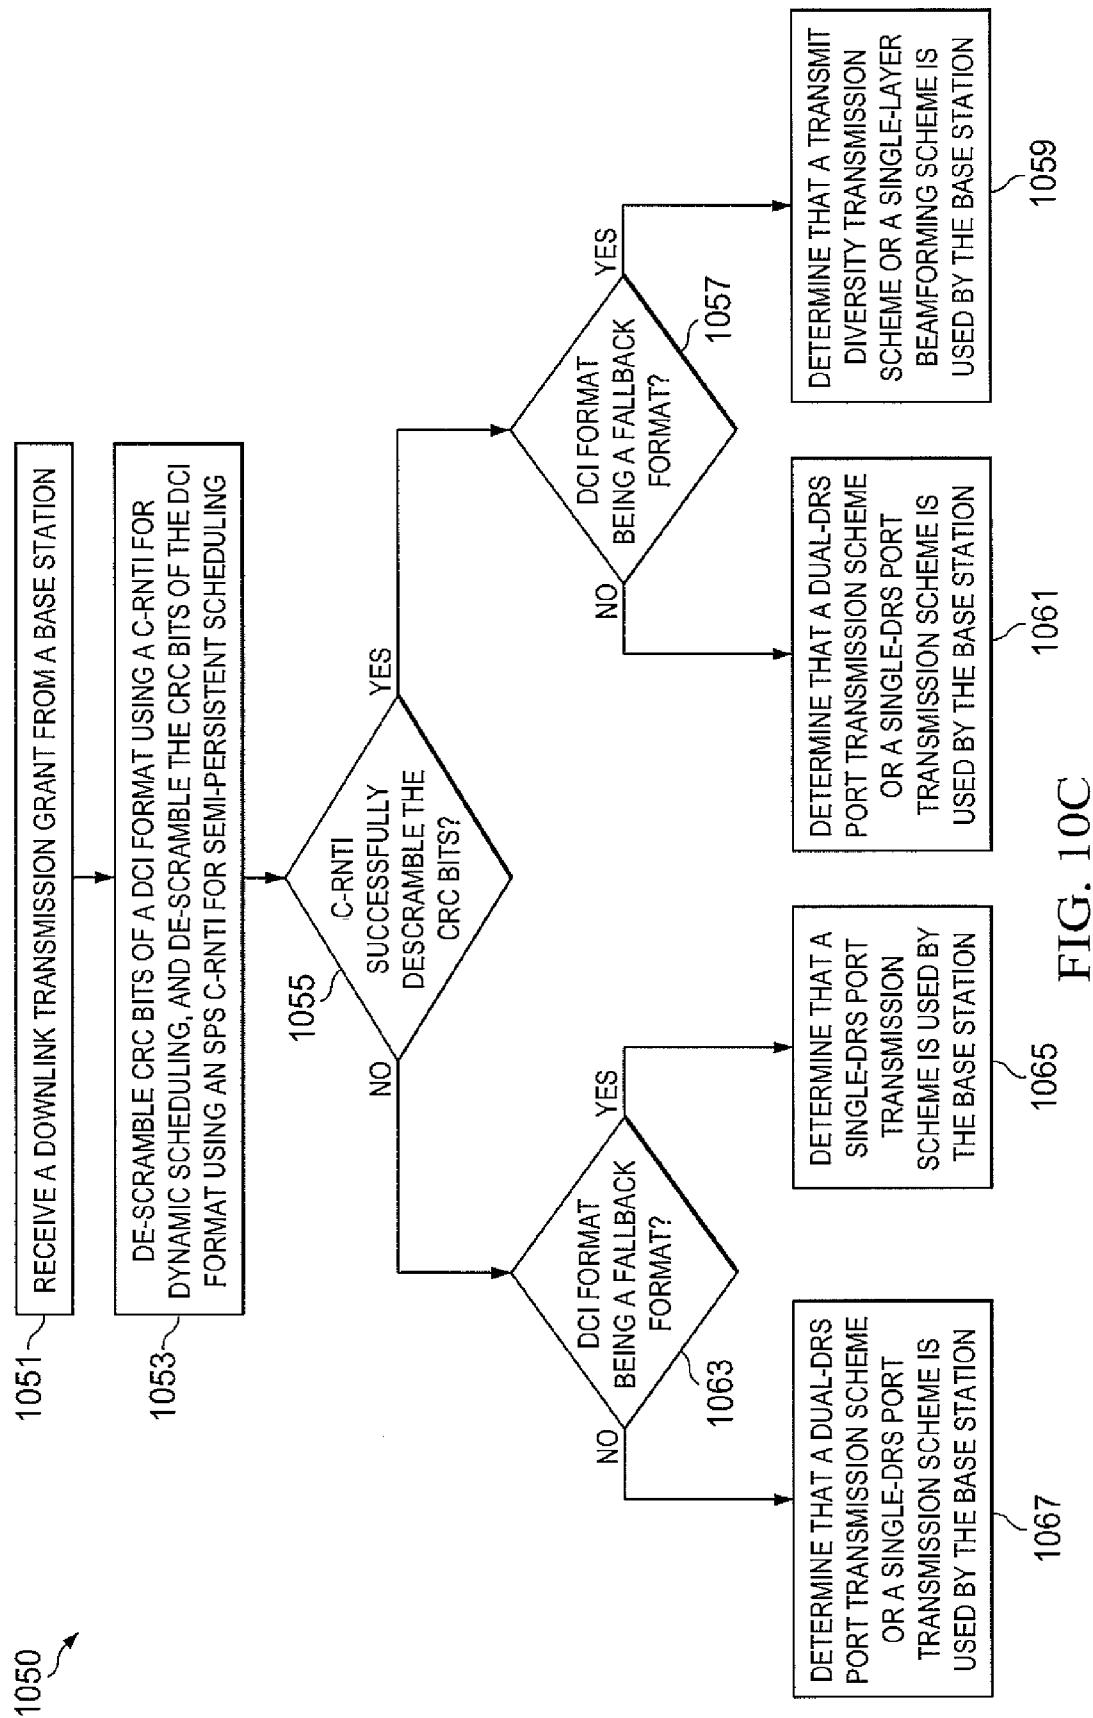 1050
1051
RECEIVE A DOWNLINK TRANSMISSION GRANT FROM A BASE STATION
1053
DE-SCRAMBLE CRC BITS OF A DCI FORMAT USING A C-RNTI FOR
DYNAMIC SCHEDULING, AND DE-SCRAMBLE THE CRC BITS OF THE DCI
FORMAT USING AN SPS C-RNTI FOR SEMI-PERSISTENT SCHEDULING
1055
C-RNTI
SUCCESSFULLY
DESCRAMBLE THE
CRC BITS?
NO
YES
DCI FORMAT
BEING A FALLBACK
FORMAT?
1063
NO
YES
DCI FORMAT
BEING A FALLBACK
FORMAT?
1057
NO
YES
DETERMINE THAT A DUAL-DRS
PORT TRANSMISSION SCHEME
OR A SINGLE-DRS PORT
TRANSMISSION SCHEME IS
USED BY THE BASE STATION
1067
DETERMINE THAT A
SINGLE-DRS PORT
TRANSMISSION
SCHEME IS USED BY
THE BASE STATION
1065
DETERMINE THAT A DUAL-DRS
PORT TRANSMISSION SCHEME
OR A SINGLE-DRS PORT
TRANSMISSION SCHEME IS
USED BY THE BASE STATION
1061
DETERMINE THAT A TRANSMIT
DIVERSITY TRANSMISSION
SCHEME OR A SINGLE-LAYER
BEAMFORMING SCHEME IS
USED BY THE BASE STATION
1059
FIG. 10C